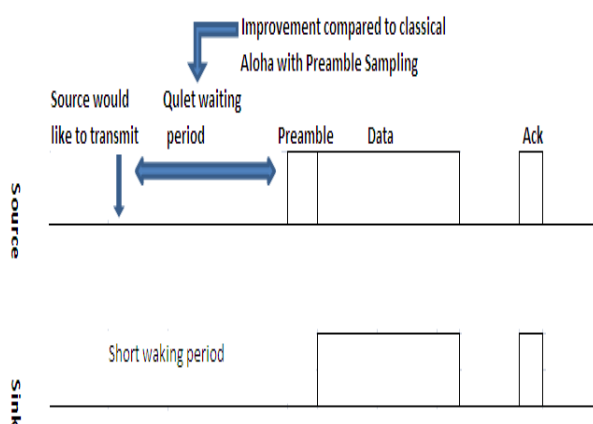 Improvement compared to classical
Aloha with Preamble Sampling
Source would
like to transmit
Quiet waiting
period
Preamble
Data
Ack
Source
Short waking period
Sink